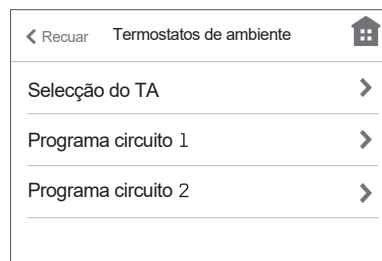 Recuar Termostatos de ambiente
Selecção do TA
Programa circuito 1
Programa circuito 2